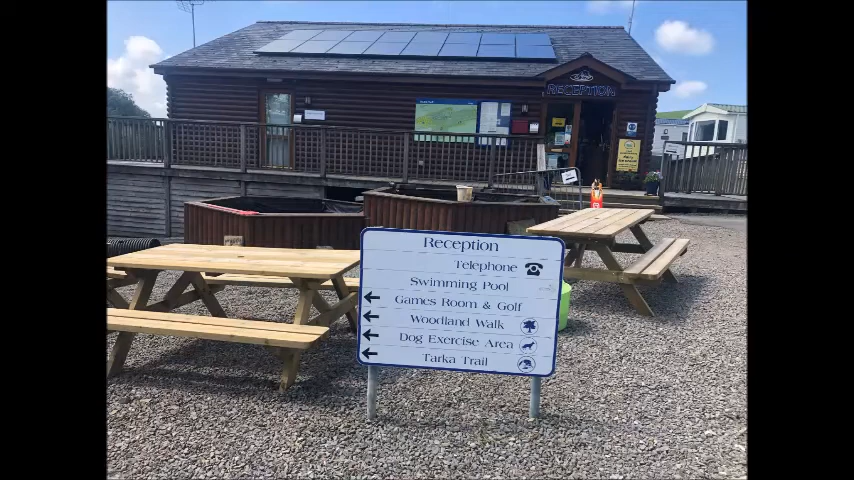 RECEPTION
Reception
Telephone
Swimming Pool
Games Room & Golf
Woodland Walk
Dog Exercise Area
Tarka Trail